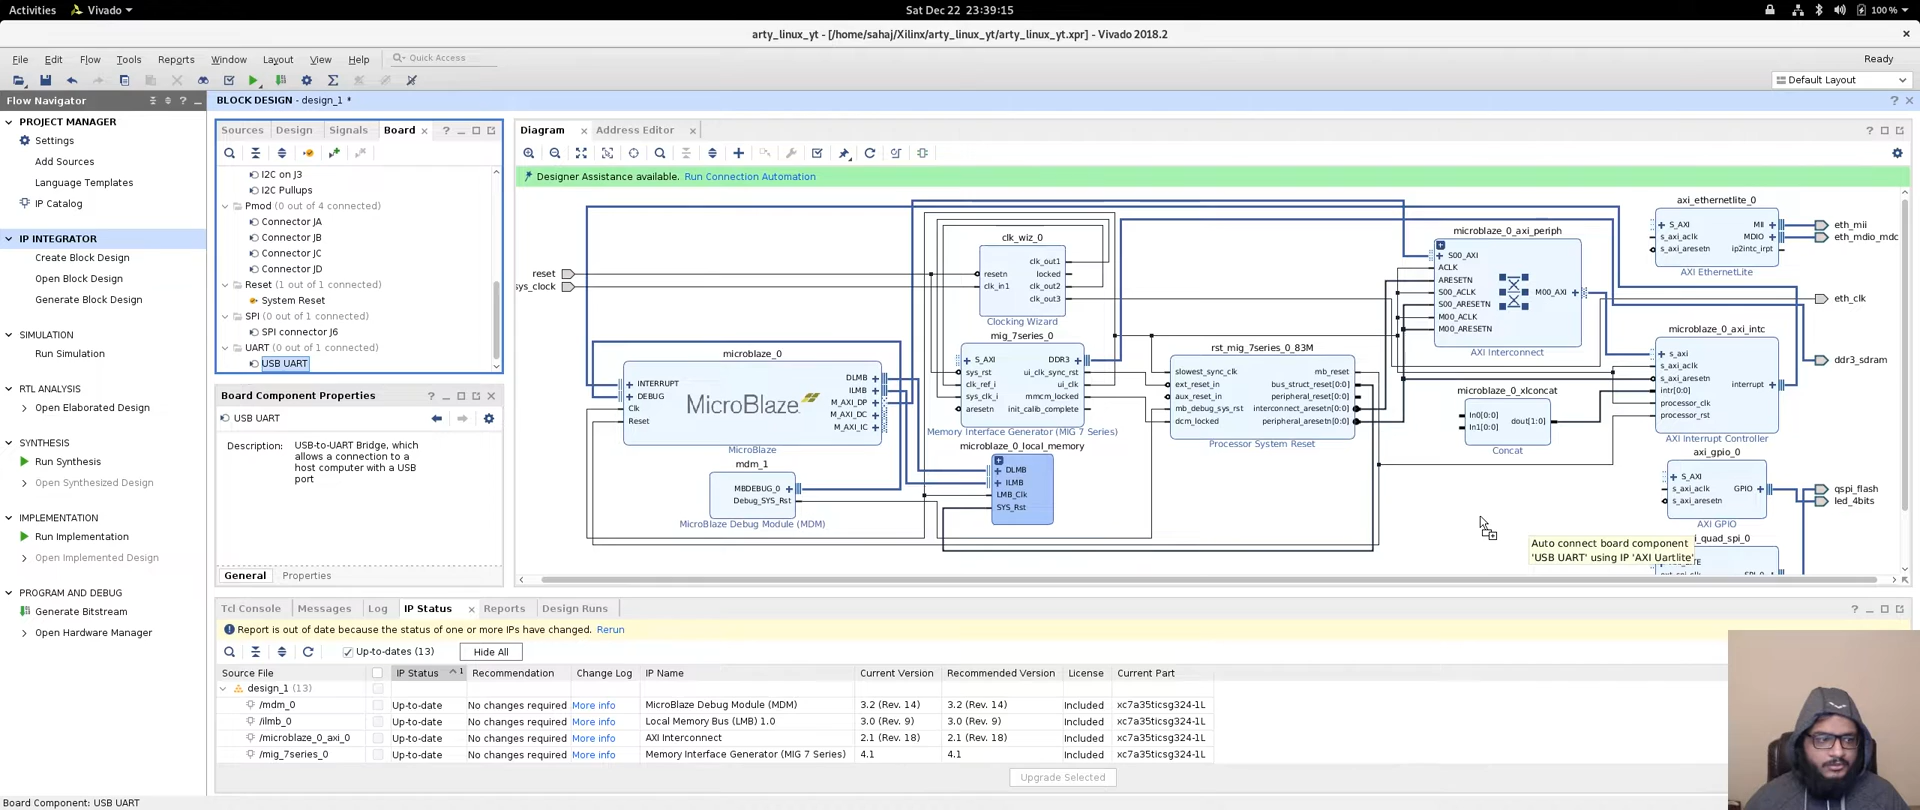 Activities Vivado Sat Dec 22 23:39:15 100 %
arty_linux_yt - [/home/sahaj/Xilinx/arty_linux_yt/arty_linux_yt.xpr] - Vivado 2018.2
File Edit Flow Tools Reports Window Layout View Help Quick Access Ready
Default Layout
Flow Navigator
PROJECT MANAGER
Settings
Add Sources
Language Templates
IP Catalog
IP INTEGRATOR
Create Block Design
Open Block Design
Generate Block Design
SIMULATION
Run Simulation
RTL ANALYSIS
Open Elaborated Design
SYNTHESIS
Run Synthesis
Open Synthesized Design
IMPLEMENTATION
Run Implementation
Open Implemented Design
PROGRAM AND DEBUG
Generate Bitstream
Open Hardware Manager
BLOCK DESIGN - design_1 *
Sources Design Signals Board
I2C on J3
I2C Pullups
Pmod (0 out of 4 connected)
Connector JA
Connector JB
Connector JC
Connector JD
Reset (1 out of 1 connected)
System Reset
SPI (0 out of 1 connected)
SPI connector J6
UART (0 out of 1 connected)
USB UART
Board Component Properties
USB UART
Description: USB-to-UART Bridge, which
allows a connection to a
host computer with a USB
port
General Properties
Diagram Address Editor
Designer Assistance available. Run Connection Automation
reset
sys_clock
clk_wiz_0
resetn
clk_in1
clk_out1
locked
clk_out2
clk_out3
Clocking Wizard
microblaze_0
INTERRUPT
DEBUG
Clk
Reset
MicroBlaze
DLMB
ILMB
M_AXI_DP
M_AXI_DC
M_AXI_IC
MicroBlaze
mdm_1
MBDEBUG_0
Debug_SYS_Rst
MicroBlaze Debug Module (MDM)
mig_7series_0
S_AXI
sys_rst
clk_ref_i
sys_clk_i
aresetn
DDR3
ui_clk_sync_rst
ui_clk
mmcm_locked
init_calib_complete
Memory Interface Generator (MIG 7 Series)
microblaze_0_local_memory
DLMB
ILMB
LMB_Clk
SYS_Rst
rst_mig_7series_0_83M
slowest_sync_clk
ext_reset_in
aux_reset_in
mb_debug_sys_rst
dcm_locked
mb_reset
bus_struct_reset[0:0]
peripheral_reset[0:0]
interconnect_aresetn[0:0]
peripheral_aresetn[0:0]
Processor System Reset
microblaze_0_axi_periph
S00_AXI
ACLK
ARESETN
S00_ACLK
S00_ARESETN
M00_ACLK
M00_ARESETN
M00_AXI
AXI Interconnect
microblaze_0_xlconcat
In0[0:0]
In1[0:0]
dout[1:0]
Concat
axi_ethernetlite_0
S_AXI
s_axi_aclk
s_axi_aresetn
MII
MDIO
ip2intc_irpt
AXI EthernetLite
microblaze_0_axi_intc
s_axi
s_axi_aclk
s_axi_aresetn
intr[0:0]
processor_clk
processor_rst
interrupt
AXI Interrupt Controller
axi_gpio_0
S_AXI
s_axi_aclk
s_axi_aresetn
GPIO
AXI GPIO
i_quad_spi_0
eth_mii
eth_mdio_mdc
eth_clk
ddr3_sdram
qspi_flash
led_4bits
Auto connect board component
'USB UART' using IP 'AXI Uartlite'
Tcl Console Messages Log IP Status Reports Design Runs
Report is out of date because the status of one or more IPs have changed. Rerun
Up-to-dates (13) Hide All
Source File IP Status 1 Recommendation Change Log IP Name Current Version Recommended Version License Current Part
design_1 (13)
/mdm_0 Up-to-date No changes required More info MicroBlaze Debug Module (MDM) 3.2 (Rev. 14) 3.2 (Rev. 14) Included xc7a35ticsg324-1L
/ilmb_0 Up-to-date No changes required More info Local Memory Bus (LMB) 1.0 3.0 (Rev. 9) 3.0 (Rev. 9) Included xc7a35ticsg324-1L
/microblaze_0_axi_0 Up-to-date No changes required More info AXI Interconnect 2.1 (Rev. 18) 2.1 (Rev. 18) Included xc7a35ticsg324-1L
/mig_7series_0 Up-to-date No changes required More info Memory Interface Generator (MIG 7 Series) 4.1 4.1 Included xc7a35ticsg324-1L
Upgrade Selected
Board Component: USB UART